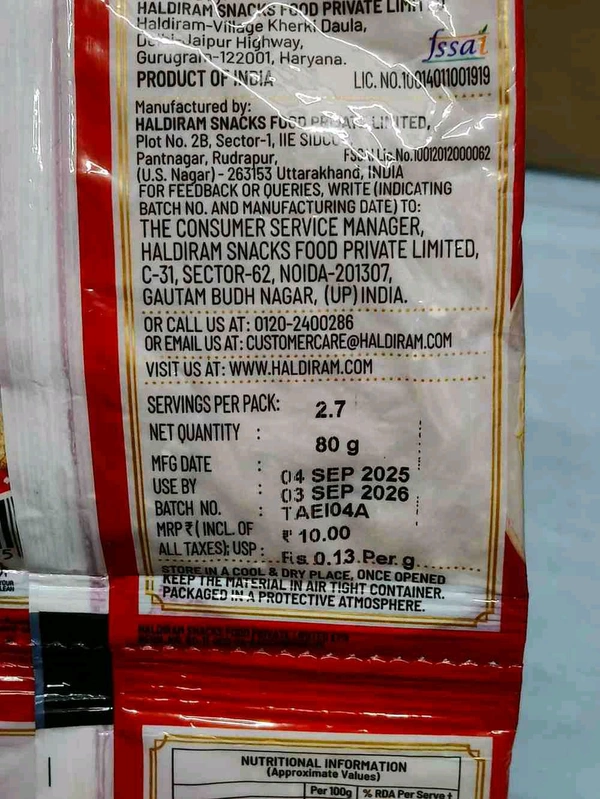 HALDIRAM SNACKS FOOD PRIVATE
Haldiram-Village Kherki Daula,
Delhi-Jaipur Highway,
Gurugram-122001, Haryana.
fssai
PRODUCT OF INDIA
LIC. NO.10014011001919
Manufactured by:
HALDIRAM SNACKS FOOD PRIVATE LIMITED,
Plot No. 2B, Sector-1, IIE SIDCUL
Pantnagar, Rudrapur,
FSSAI Lic.No.10012012000062
(U.S. Nagar) - 263153 Uttarakhand, INDIA
FOR FEEDBACK OR QUERIES, WRITE (INDICATING
BATCH NO. AND MANUFACTURING DATE) TO:
THE CONSUMER SERVICE MANAGER,
HALDIRAM SNACKS FOOD PRIVATE LIMITED,
C-31, SECTOR-62, NOIDA-201307,
GAUTAM BUDH NAGAR, (UP) INDIA.
OR CALL US AT: 0120-2400286
OR EMAIL US AT: CUSTOMERCARE@HALDIRAM.COM
VISIT US AT: WWW.HALDIRAM.COM
SERVINGS PER PACK: 2.7
NET QUANTITY : 80 g
MFG DATE : 04 SEP 2025
USE BY : 03 SEP 2026
BATCH NO. : TAEI04A
MRP ₹ (INCL. OF ₹ 10.00
ALL TAXES); USP : Rs. 0.13 Per g
STORE IN A COOL & DRY PLACE, ONCE OPENED
KEEP THE MATERIAL IN AIR TIGHT CONTAINER.
PACKAGED IN A PROTECTIVE ATMOSPHERE.
NUTRITIONAL INFORMATION
(Approximate Values)
Per 100g % RDA Per Serve +